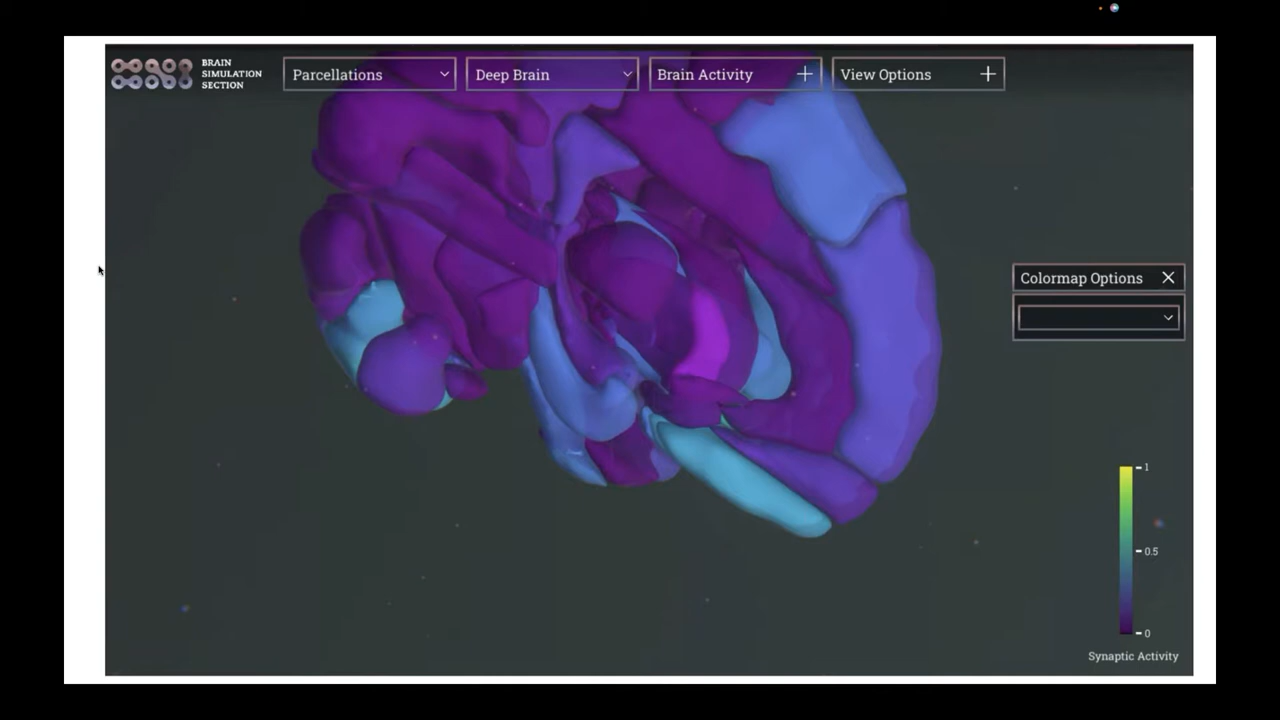 BRAIN
SIMULATION
SECTION
Parcellations
Deep Brain
Brain Activity
View Options
Colormap Options
1
0.5
0
Synaptic Activity